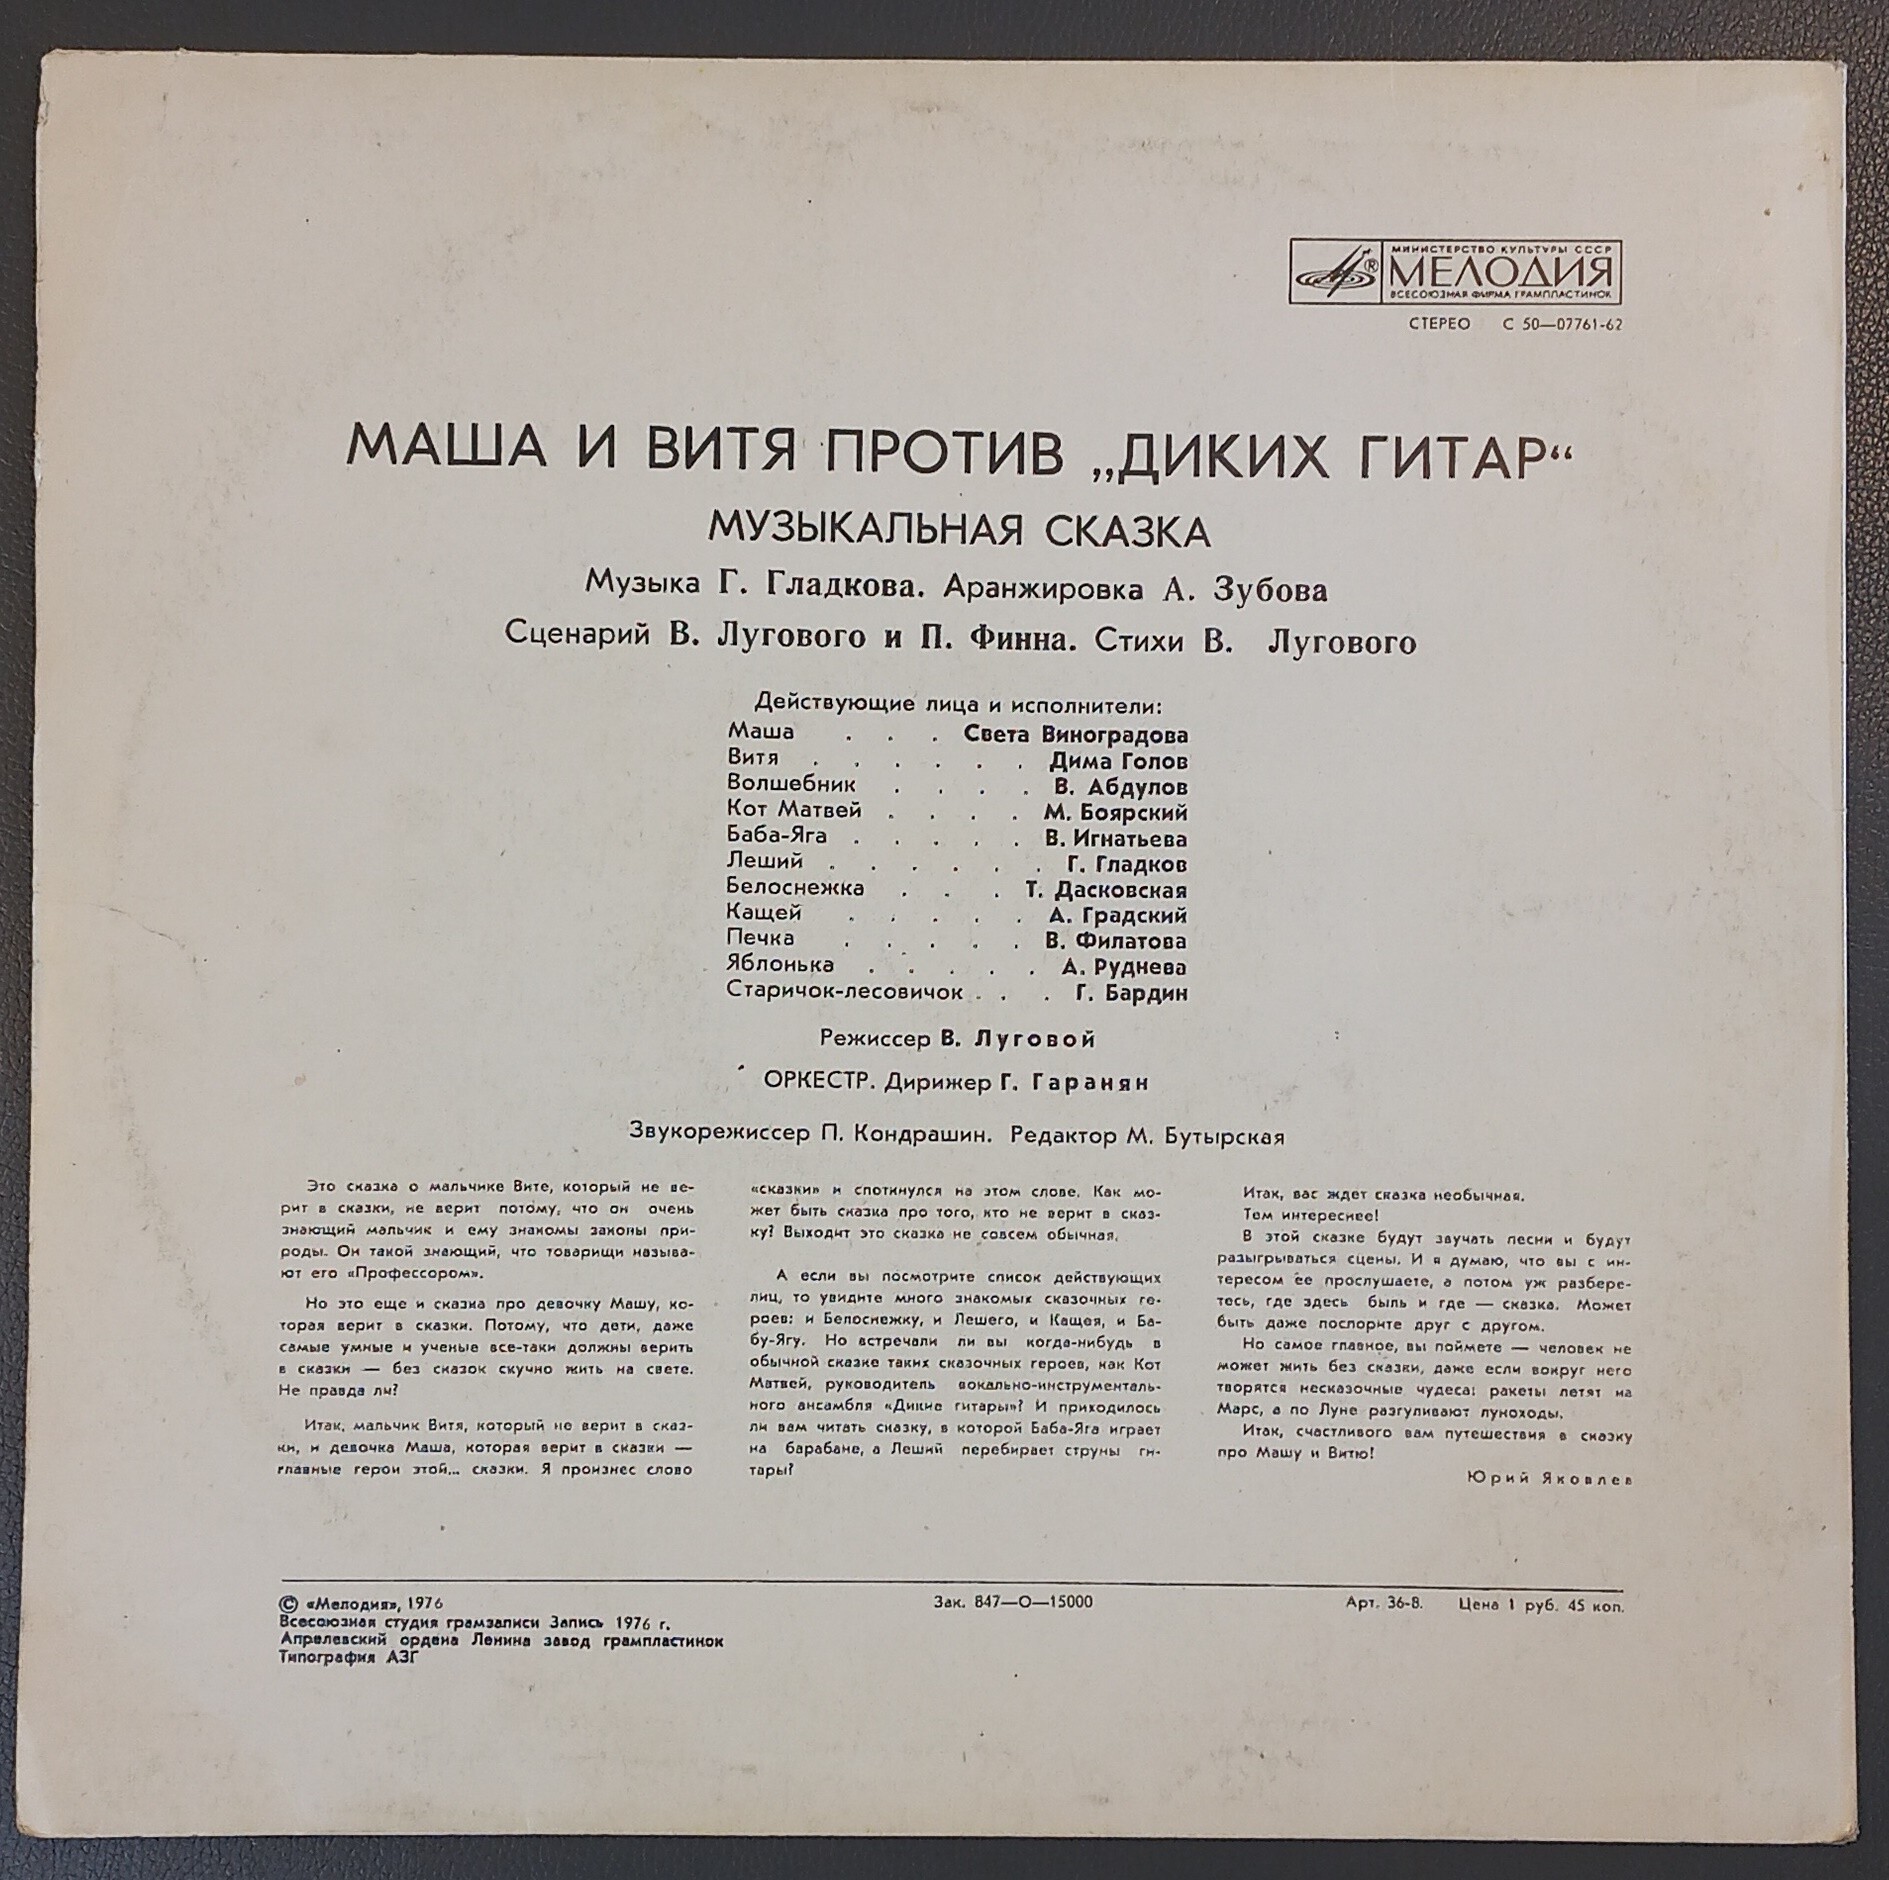 МИНИСТЕРСТВО КУЛЬТУРЫ СССР
МЕЛОДИЯ
ВСЕСОЮЗНАЯ ФИРМА ГРАМПЛАСТИНОК
СТЕРЕО С 50—07761-62
МАША И ВИТЯ ПРОТИВ „ДИКИХ ГИТАР“
МУЗЫКАЛЬНАЯ СКАЗКА
Музыка Г. Гладкова. Аранжировка А. Зубова
Сценарий В. Лугового и П. Финна. Стихи В. Лугового
Действующие лица и исполнители:
Маша . . . Света Виноградова
Витя . . . . . . Дима Голов
Волшебник . . . . В. Абдулов
Кот Матвей . . . . М. Боярский
Баба-Яга . . . . . В. Игнатьева
Леший . . . . . . Г. Гладков
Белоснежка . . . Т. Дасковская
Кащей . . . . . А. Градский
Печка . . . . . В. Филатова
Яблонька . . . . . А. Руднева
Старичок-лесовичок . . . Г. Бардин
Режиссер В. Луговой
ОРКЕСТР. Дирижер Г. Гаранян
Звукорежиссер П. Кондрашин. Редактор М. Бутырская
Это сказка о мальчике Вите, который не ве-
рит в сказки, не верит потому, что он очень
знающий мальчик и ему знакомы законы при-
роды. Он такой знающий, что товарищи называ-
ют его «Профессором».
Но это еще и сказка про девочку Машу, ко-
торая верит в сказки. Потому, что дети, даже
самые умные и ученые все-таки должны верить
в сказки — без сказок скучно жить на свете.
Не правда ли?
Итак, мальчик Витя, который не верит в сказ-
ки, и девочка Маша, которая верит в сказки —
главные герои этой... сказки. Я произнес слово
«сказки» и споткнулся на этом слове. Как мо-
жет быть сказка про того, кто не верит в сказ-
ку? Выходит это сказка не совсем обычная.
А если вы посмотрите список действующих
лиц, то увидите много знакомых сказочных ге-
роев: и Белоснежку, и Лешего, и Кащея, и Ба-
бу-Ягу. Но встречали ли вы когда-нибудь в
обычной сказке таких сказочных героев, как Кот
Матвей, руководитель вокально-инструменталь-
ного ансамбля «Дикие гитары»? И приходилось
ли вам читать сказку, в которой Баба-Яга играет
на барабане, а Леший перебирает струны ги-
тары?
Итак, вас ждет сказка необычная.
Тем интереснее!
В этой сказке будут звучать песни и будут
разыгрываться сцены. И я думаю, что вы с ин-
тересом ее прослушаете, а потом уж разбере-
тесь, где здесь быль и где — сказка. Может
быть даже поспорите друг с другом.
Но самое главное, вы поймете — человек не
может жить без сказки, даже если вокруг него
творятся несказочные чудеса: ракеты летят на
Марс, а по Луне разгуливают луноходы.
Итак, счастливого вам путешествия в сказку
про Машу и Витю!
Юрий Яковлев
© «Мелодия», 1976
Всесоюзная студия грамзаписи Запись 1976 г.
Апрелевский ордена Ленина завод грампластинок
Типография АЗГ
Зак. 847—О—15000
Арт. 36-8. Цена 1 руб. 45 коп.